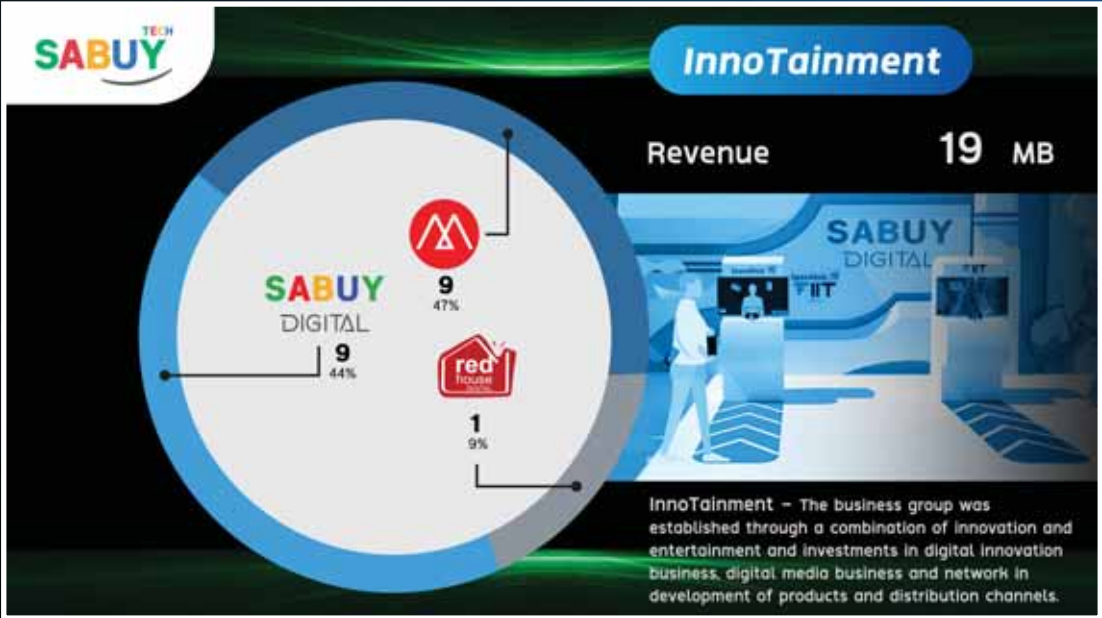 TECH
SABUY
InnoTainment
Revenue 19 MB
9
47%
SABUY
DIGITAL
9
44%
red
house
DIGITAL
1
9%
SABUY
DIGITAL
FIIT
InnoTainment – The business group was
established through a combination of innovation and
entertainment and investments in digital innovation
business, digital media business and network in
development of products and distribution channels.